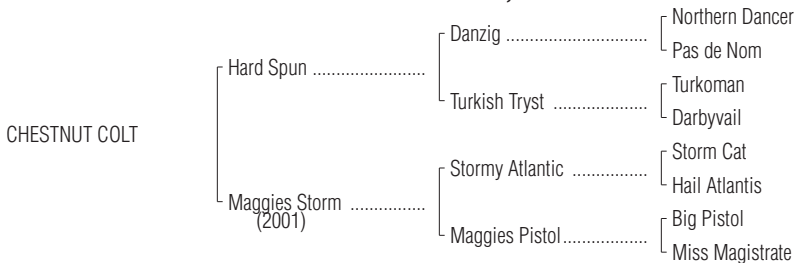 Northern Dancer
Danzig ................................
Pas de Nom
Hard Spun .........................
Turkoman
Turkish Tryst .....................
Darbyvail
CHESTNUT COLT
Storm Cat
Stormy Atlantic .................
Hail Atlantis
Maggies Storm .................
(2001)
Big Pistol
Maggies Pistol...................
Miss Magistrate